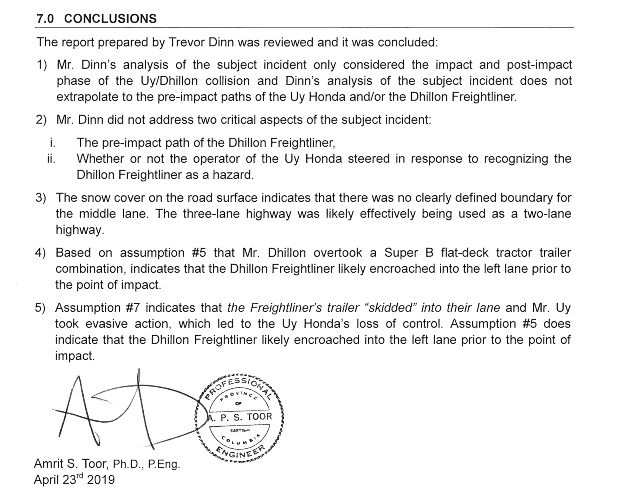 7.0 CONCLUSIONS
The report prepared by Trevor Dinn was reviewed and it was concluded:
1) Mr. Dinn's analysis of the subject incident only considered the impact and post-impact
phase of the Uy/Dhillon collision and Dinn's analysis of the subject incident does not
extrapolate to the pre-impact paths of the Uy Honda and/or the Dhillon Freightliner.
2) Mr. Dinn did not address two critical aspects of the subject incident:
i. The pre-impact path of the Dhillon Freightliner,
ii. Whether or not the operator of the Uy Honda steered in response to recognizing the
Dhillon Freightliner as a hazard.
3) The snow cover on the road surface indicates that there was no clearly defined boundary for
the middle lane. The three-lane highway was likely effectively being used as a two-lane
highway.
4) Based on assumption #5 that Mr. Dhillon overtook a Super B flat-deck tractor trailer
combination, indicates that the Dhillon Freightliner likely encroached into the left lane prior to
the point of impact.
5) Assumption #7 indicates that the Freightliner's trailer "skidded" into their lane and Mr. Uy
took evasive action, which led to the Uy Honda's loss of control. Assumption #5 does
indicate that the Dhillon Freightliner likely encroached into the left lane prior to the point of
impact.
PROFESSIONAL
PROVINCE
OF
A. P. S. TOOR
COLUMBIA
ENGINEER
Amrit S. Toor, Ph.D., P.Eng.
April 23rd 2019